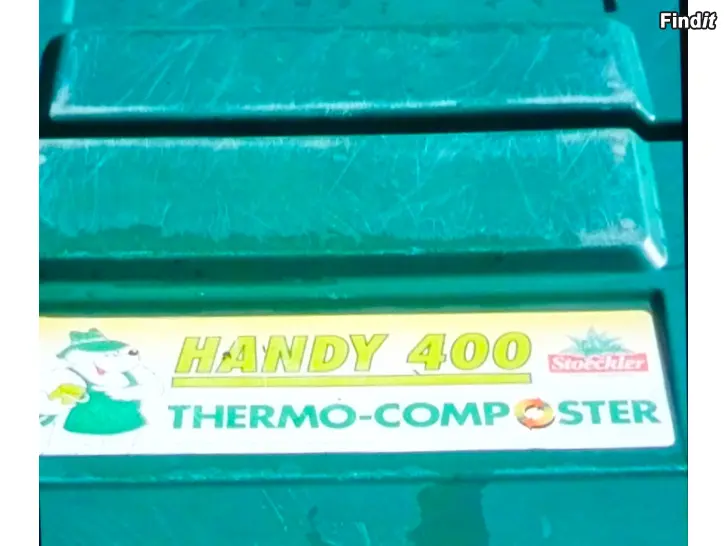 Findit
HANDY 400
Stoeckler
THERMO-COMPOSTER